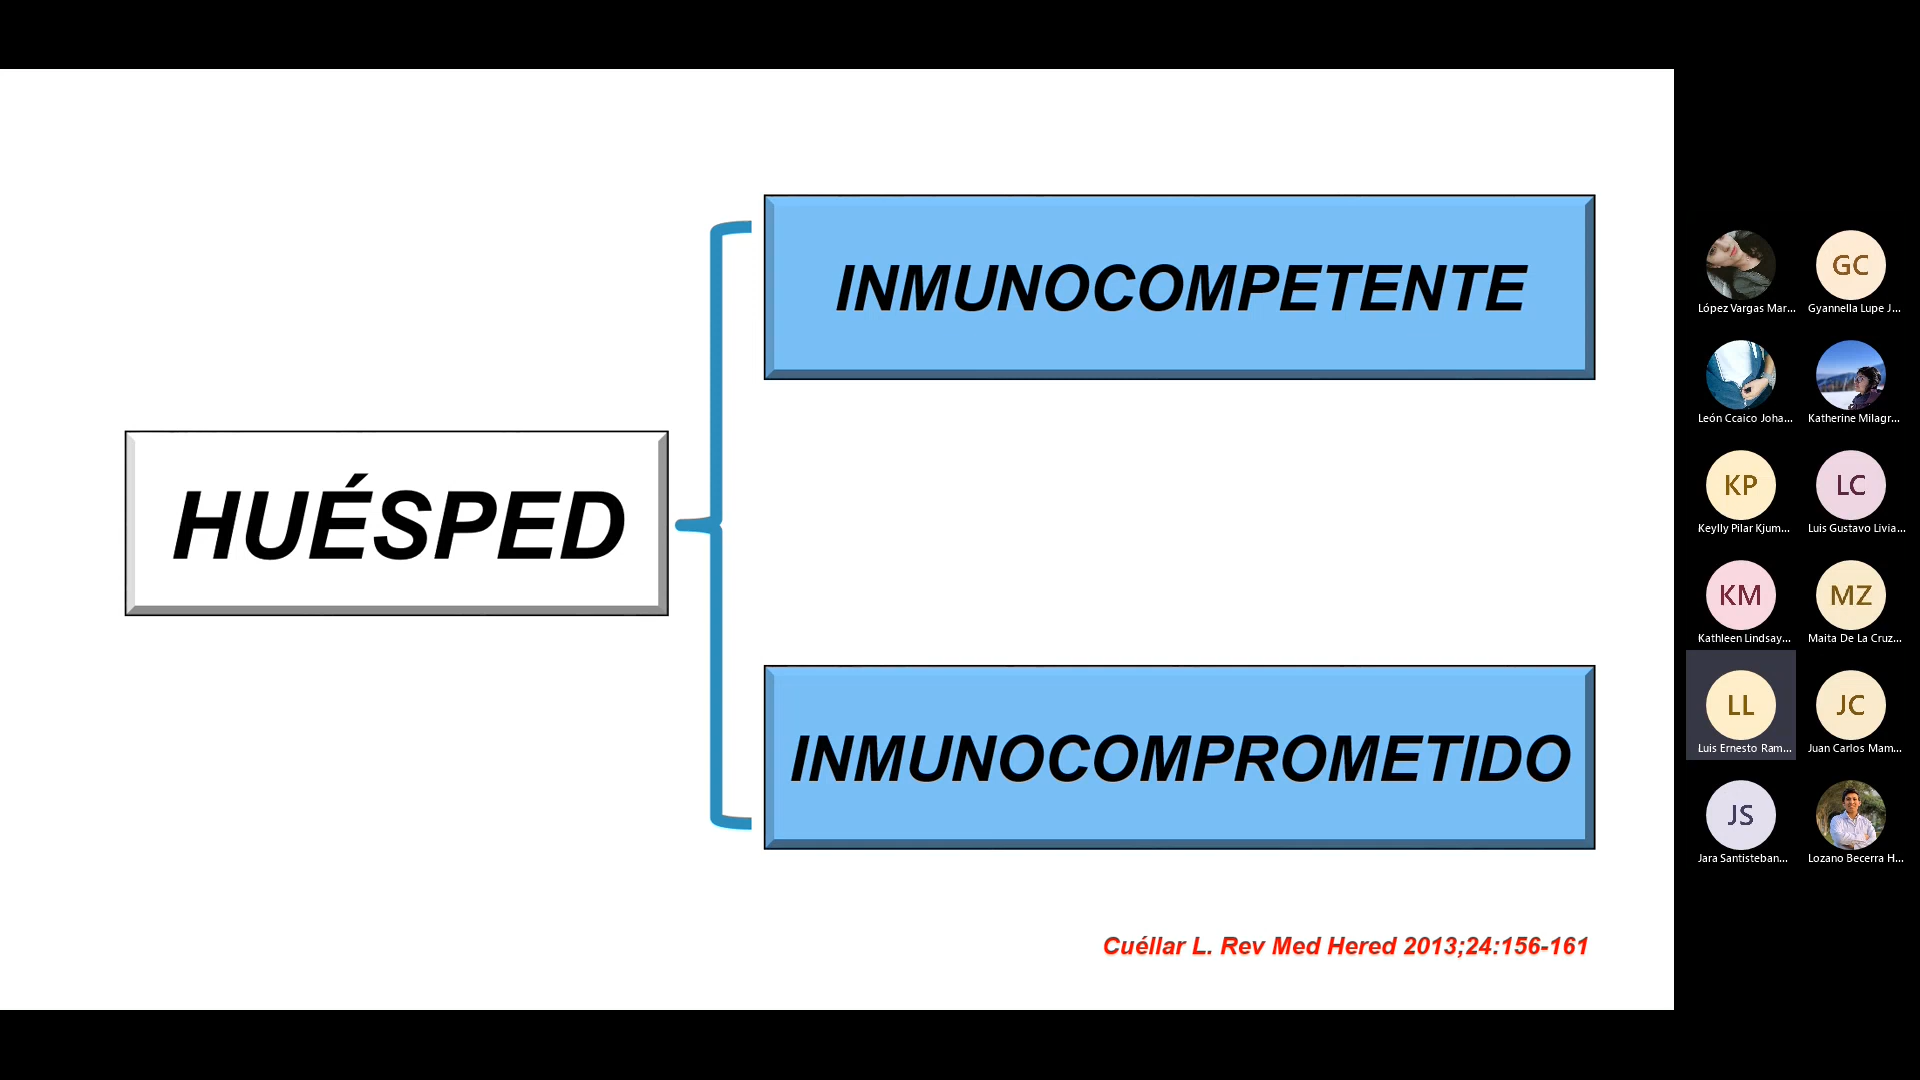 HUÉSPED
INMUNOCOMPETENTE
INMUNOCOMPROMETIDO
Cuéllar L. Rev Med Hered 2013;24:156-161
López Vargas Mar...
GC
Gyannella Lupe J...
León Ccaico Joha...
Katherine Milagr...
KP
Keylly Pilar Kjum...
LC
Luis Gustavo Livia...
KM
Kathleen Lindsay...
MZ
Maita De La Cruz...
LL
Luis Ernesto Ram...
JC
Juan Carlos Mam...
JS
Jara Santisteban...
Lozano Becerra H...